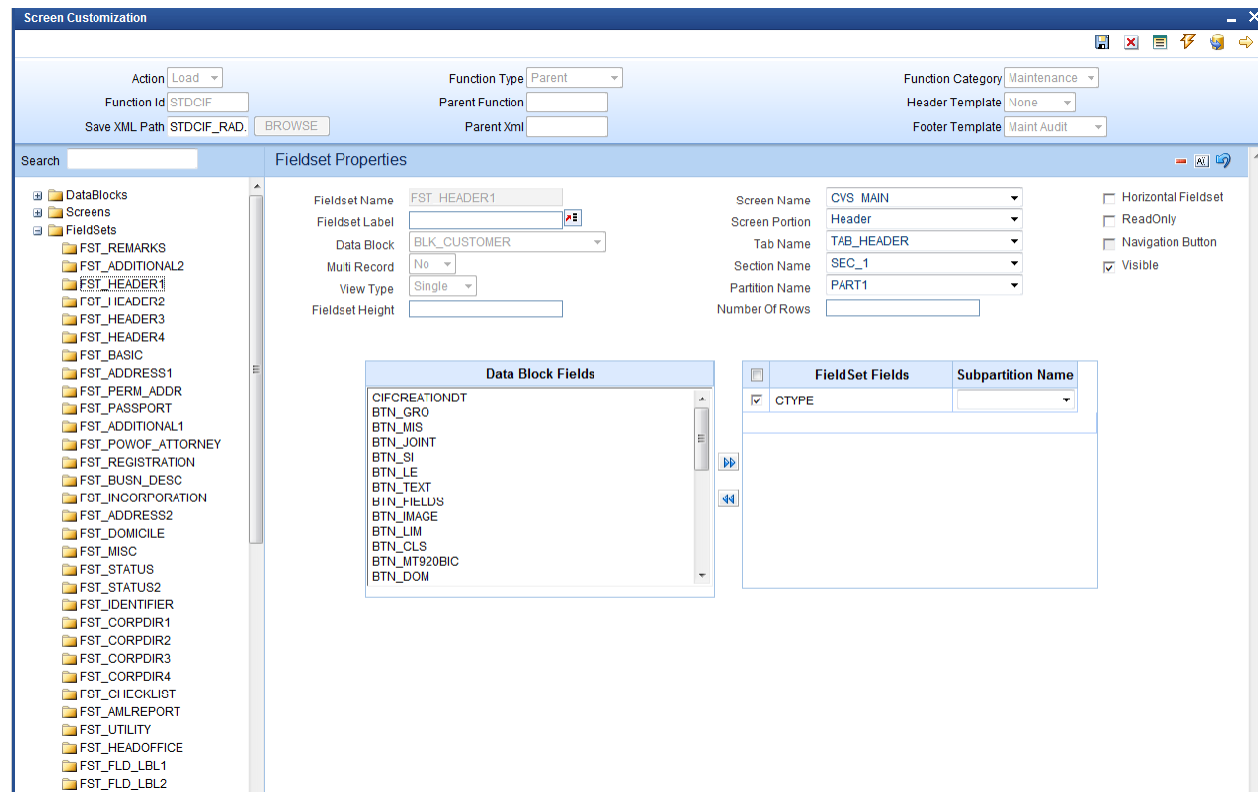 Screen Customization
Action Load
Function Type Parent
Function Category Maintenance
Function Id STDCIF
Parent Function
Header Template None
Save XML Path STDCIF_RAD. BROWSE
Parent Xml
Footer Template Maint Audit
Search
Fieldset Properties
DataBlocks
Screens
FieldSets
FST_REMARKS
FST_ADDITIONAL2
FST_HEADER1
FST_HEADER2
FST_HEADER3
FST_HEADER4
FST_BASIC
FST_ADDRESS1
FST_PERM_ADDR
FST_PASSPORT
FST_ADDITIONAL1
FST_POWOF_ATTORNEY
FST_REGISTRATION
FST_BUSN_DESC
FST_INCORPORATION
FST_ADDRESS2
FST_DOMICILE
FST_MISC
FST_STATUS
FST_STATUS2
FST_IDENTIFIER
FST_CORPDIR1
FST_CORPDIR2
FST_CORPDIR3
FST_CORPDIR4
FST_CHECKLIST
FST_AMLREPORT
FST_UTILITY
FST_HEADOFFICE
FST_FLD_LBL1
FST_FLD_LBL2
Fieldset Name FST_HEADER1
Fieldset Label
Data Block BLK_CUSTOMER
Multi Record No
View Type Single
Fieldset Height
Screen Name CVS_MAIN
Screen Portion Header
Tab Name TAB_HEADER
Section Name SEC_1
Partition Name PART1
Number Of Rows
Horizontal Fieldset
ReadOnly
Navigation Button
Visible
Data Block Fields
CIFCREATIONDT
BTN_GRO
BTN_MIS
BTN_JOINT
BTN_SI
BTN_LE
BTN_TEXT
BTN_FIELDS
BTN_IMAGE
BTN_LIM
BTN_CLS
BTN_MT920BIC
BTN_DOM
FieldSet Fields Subpartition Name
CTYPE